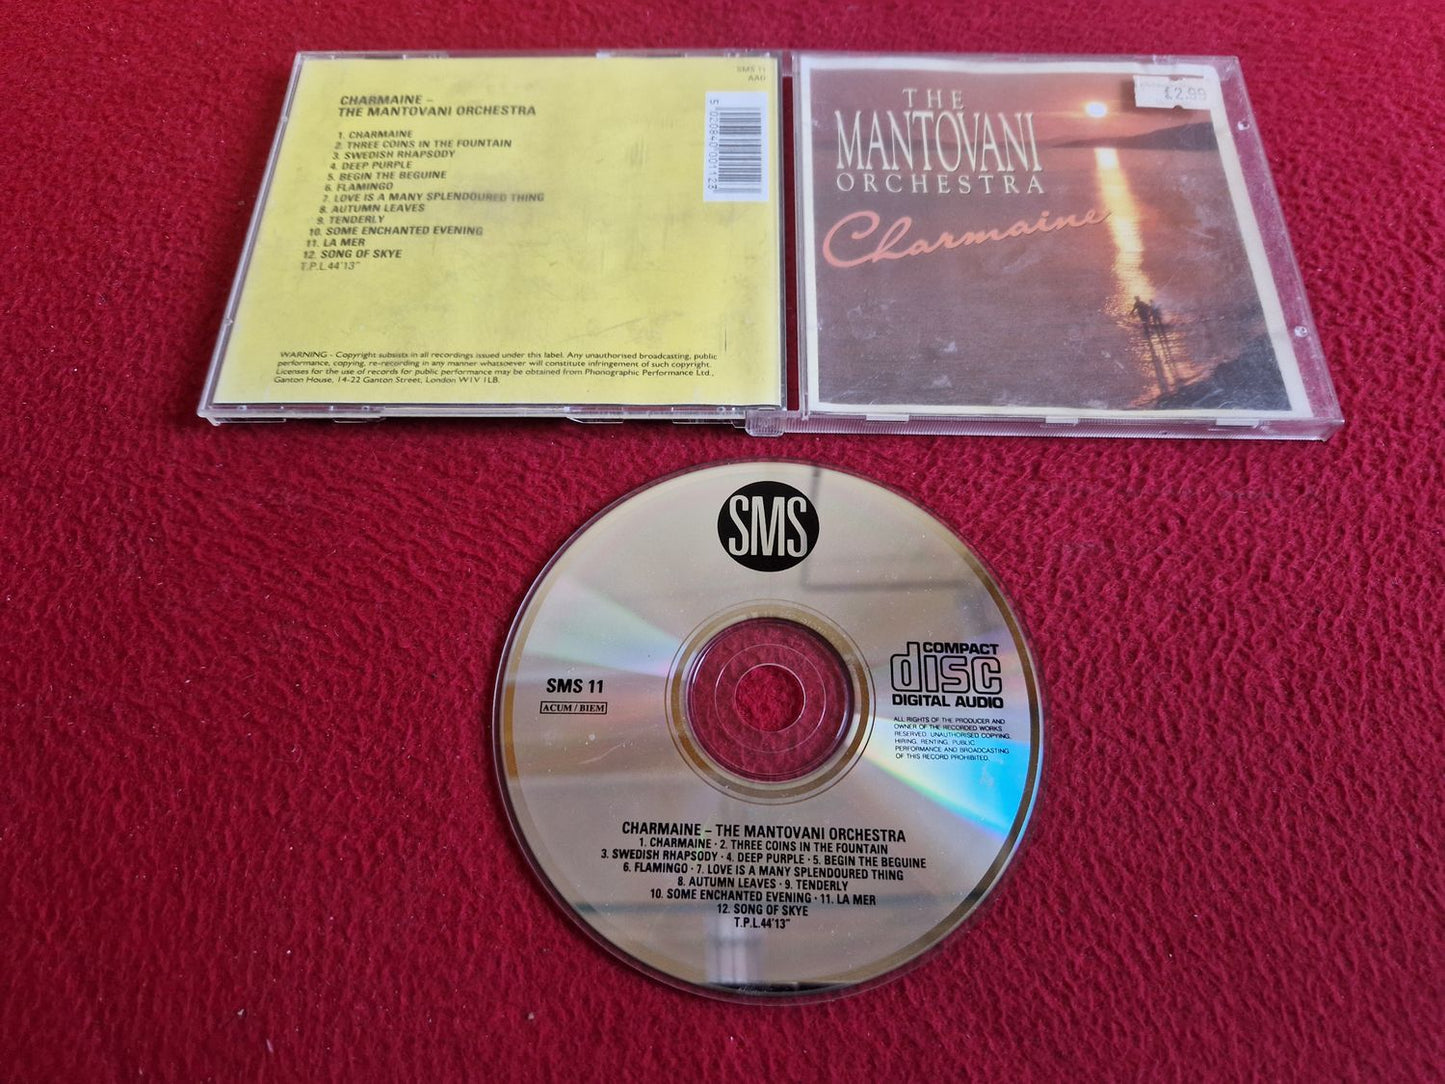 CHARMAINE –
THE MANTOVANI ORCHESTRA
1. CHARMAINE
2. THREE COINS IN THE FOUNTAIN
3. SWEDISH RHAPSODY
4. DEEP PURPLE
5. BEGIN THE BEGUINE
6. FLAMINGO
7. LOVE IS A MANY SPLENDOURED THING
8. AUTUMN LEAVES
9. TENDERLY
10. SOME ENCHANTED EVENING
11. LA MER
12. SONG OF SKYE
T.P.L.44'13"
SMS 11
AAD
5 020840 001123
WARNING - Copyright subsists in all recordings issued under this label. Any unauthorised broadcasting, public
performance, copying, re-recording in any manner whatsoever will constitute infringement of such copyright.
Licenses for the use of records for public performance may be obtained from Phonographic Performance Ltd.,
Ganton House, 14-22 Ganton Street, London W1V 1LB.
THE
MANTOVANI
ORCHESTRA
Charmaine
£2.99
SMS
SMS 11
ACUM / BIEM
COMPACT
disc
DIGITAL AUDIO
ALL RIGHTS OF THE PRODUCER AND
OWNER OF THE RECORDED WORKS
RESERVED. UNAUTHORISED COPYING,
HIRING, RENTING, PUBLIC
PERFORMANCE AND BROADCASTING
OF THIS RECORD PROHIBITED.
CHARMAINE – THE MANTOVANI ORCHESTRA
1. CHARMAINE · 2. THREE COINS IN THE FOUNTAIN
3. SWEDISH RHAPSODY · 4. DEEP PURPLE · 5. BEGIN THE BEGUINE
6. FLAMINGO · 7. LOVE IS A MANY SPLENDOURED THING
8. AUTUMN LEAVES · 9. TENDERLY
10. SOME ENCHANTED EVENING · 11. LA MER
12. SONG OF SKYE
T.P.L.44'13"